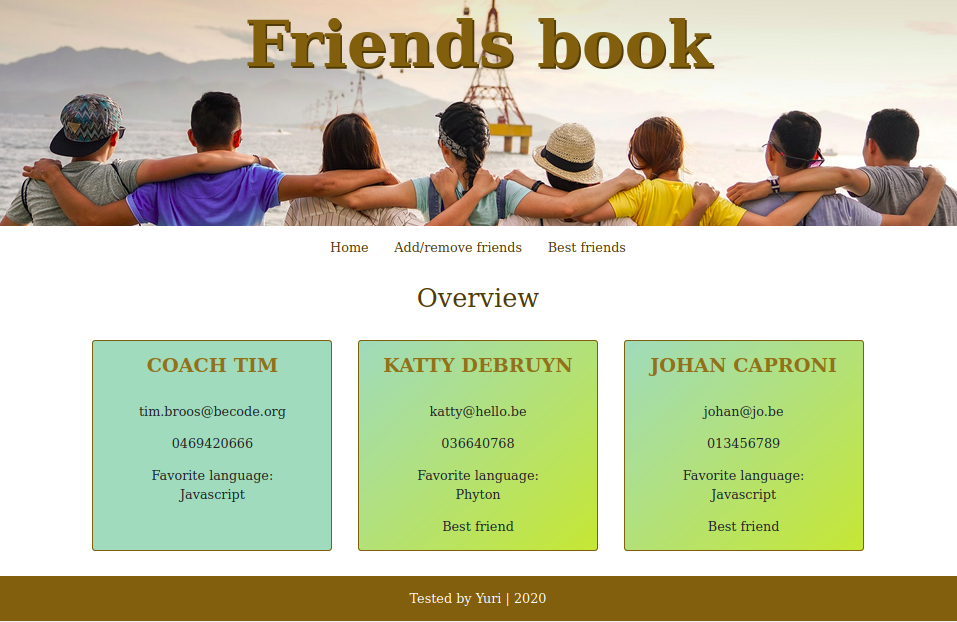 Friends book
Home Add/remove friends Best friends
Overview
COACH TIM
tim.broos@becode.org
0469420666
Favorite language:
Javascript
KATTY DEBRUYN
katty@hello.be
036640768
Favorite language:
Phyton
Best friend
JOHAN CAPRONI
johan@jo.be
013456789
Favorite language:
Javascript
Best friend
Tested by Yuri | 2020